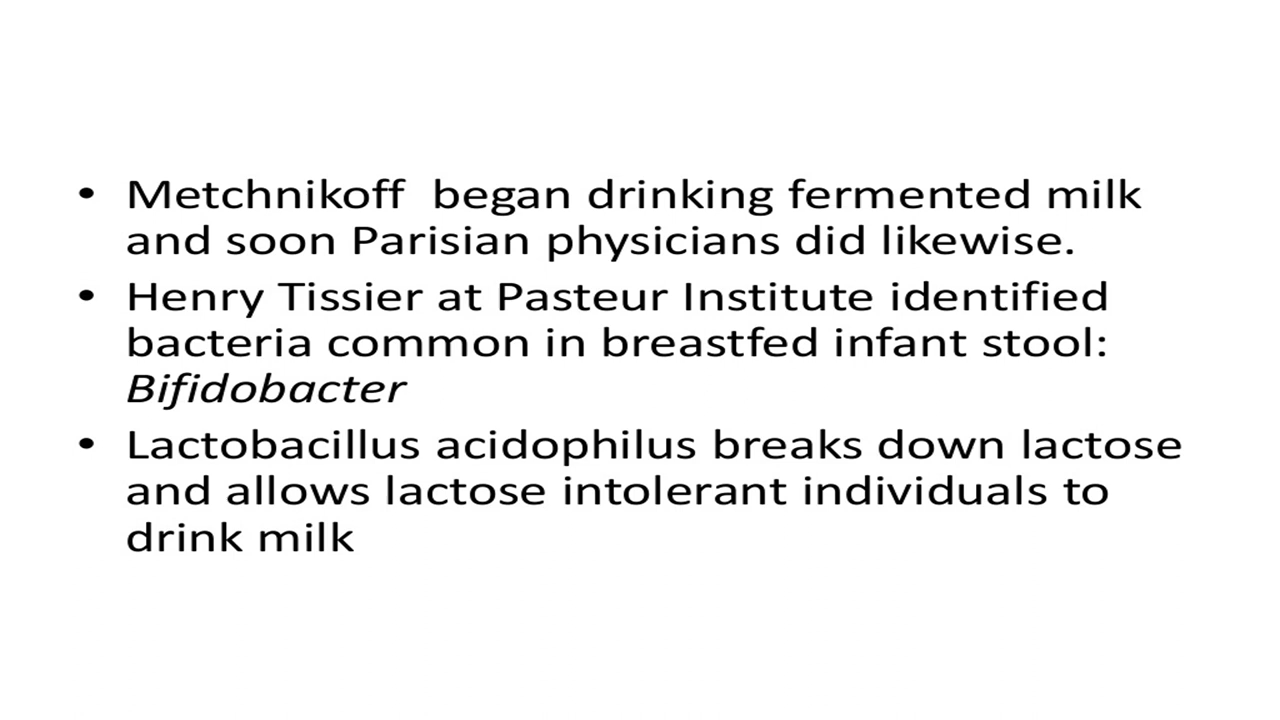 • Metchnikoff  began drinking fermented milk
and soon Parisian physicians did likewise.
• Henry Tissier at Pasteur Institute identified
bacteria common in breastfed infant stool:
Bifidobacter
• Lactobacillus acidophilus breaks down lactose
and allows lactose intolerant individuals to
drink milk